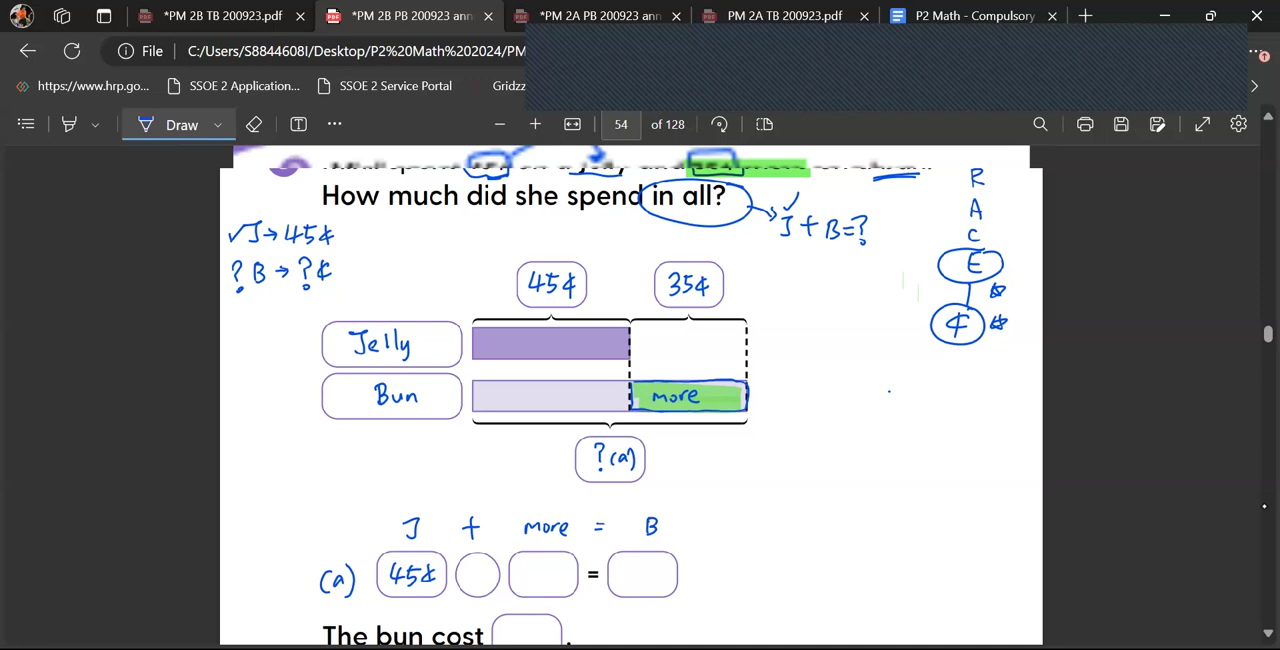 *PM 2B TB 200923.pdf
*PM 2B PB 200923 ann
*PM 2A PB 200923 ann
PM 2A TB 200923.pdf
P2 Math - Compulsory
File
C:/Users/S8844608I/Desktop/P2%20Math%202024/PM
https://www.hrp.go...
SSOE 2 Application...
SSOE 2 Service Portal
Gridzz
Draw
54 of 128
How much did she spend in all?
J + B = ?
J → 45¢
? B → ? ¢
R
A
C
E
¢
45¢ 35¢
Jelly
Bun more
? (a)
J + more = B
(a) 45¢ =
The bun cost .